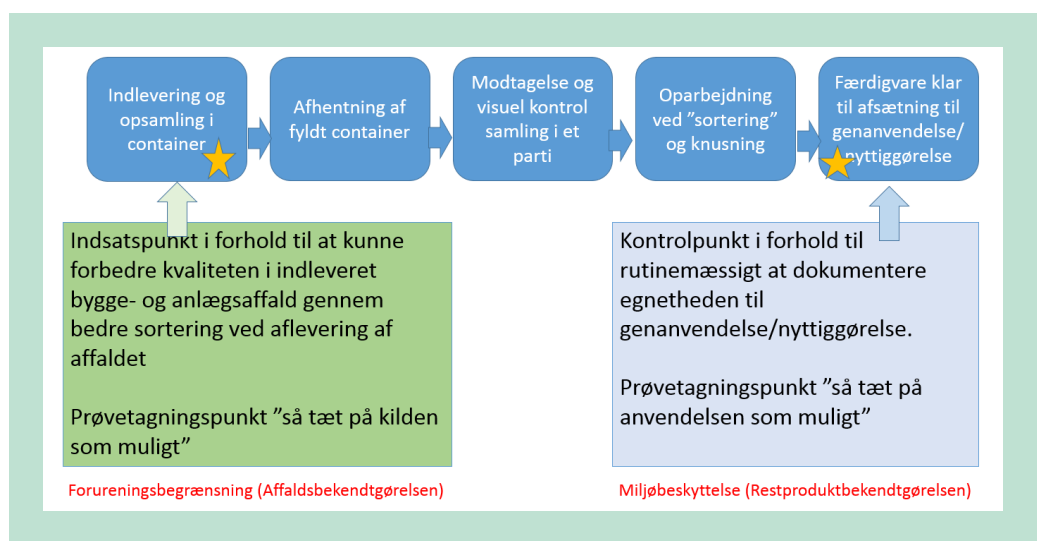 Indlevering og
opsamling i
container
Afhentning af
fyldt container
Modtagelse og
visuel kontrol
samling i et
parti
Oparbejdning
ved ”sortering”
og knusning
Færdigvare klar
til afsætning til
genanvendelse/
nyttiggørelse
Indsatspunkt i forhold til at kunne
forbedre kvaliteten i indleveret
bygge- og anlægsaffald gennem
bedre sortering ved aflevering af
affaldet
Prøvetagningspunkt ”så tæt på kilden
som muligt”
Kontrolpunkt i forhold til
rutinemæssigt at dokumentere
egnetheden til
genanvendelse/nyttiggørelse.
Prøvetagningspunkt ”så tæt på
anvendelsen som muligt”
Forureningsbegrænsning (Affaldsbekendtgørelsen)
Miljøbeskyttelse (Restproduktbekendtgørelsen)